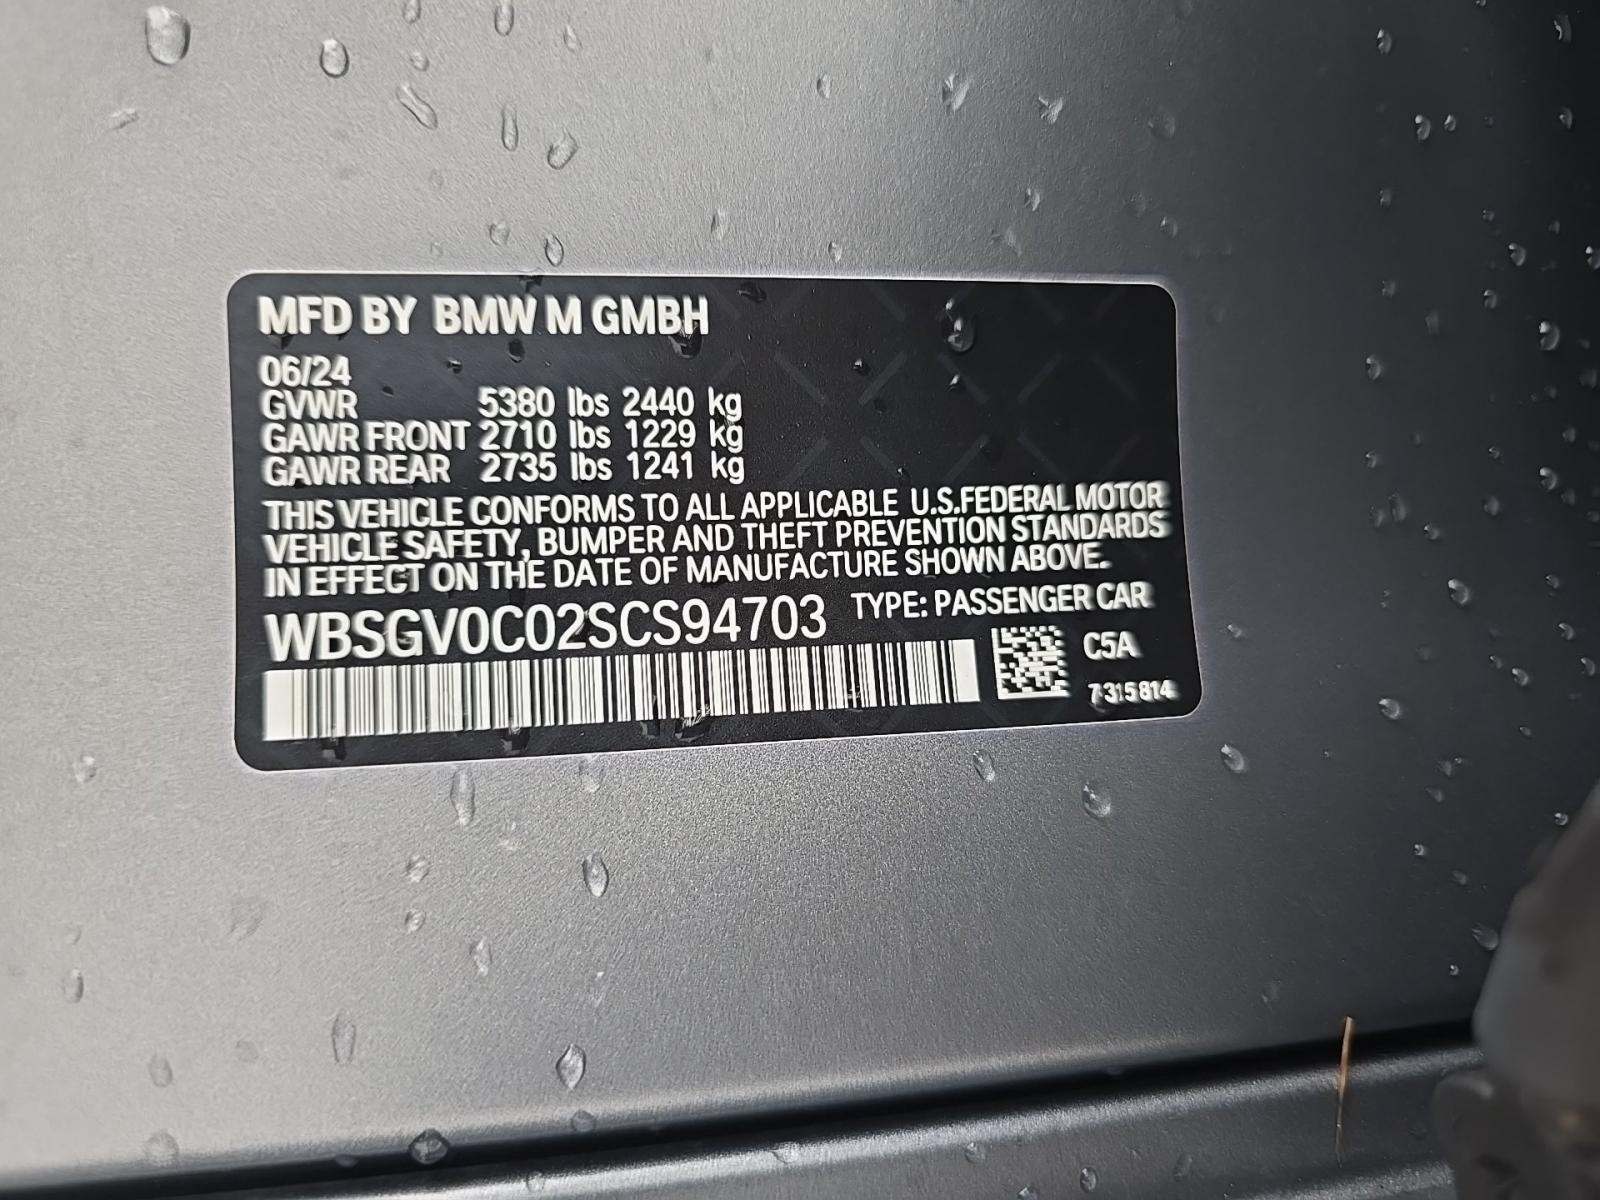 MFD BY BMW M GMBH
06/24
GVWR 5380 lbs 2440 kg
GAWR FRONT 2710 lbs 1229 kg
GAWR REAR 2735 lbs 1241 kg
THIS VEHICLE CONFORMS TO ALL APPLICABLE U.S.FEDERAL MOTOR
VEHICLE SAFETY, BUMPER AND THEFT PREVENTION STANDARDS
IN EFFECT ON THE DATE OF MANUFACTURE SHOWN ABOVE.
WBSGV0C02SCS94703 TYPE: PASSENGER CAR
C5A
7315814